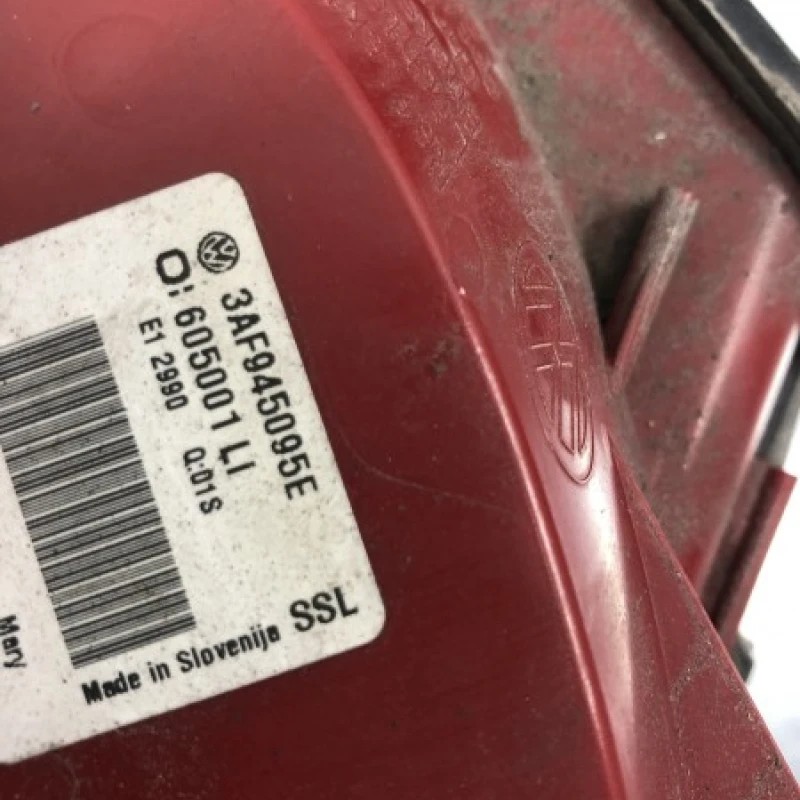 3AF945095E
O: 605001 LI
E1 2990 Q:01S
Made in Slovenija SSL